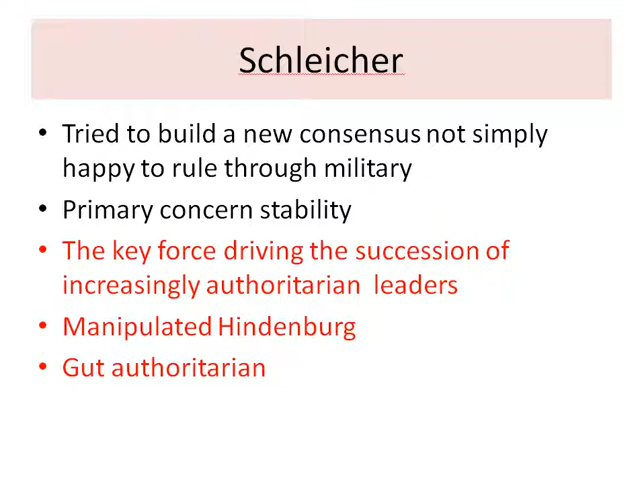 Schleicher
• Tried to build a new consensus not simply
happy to rule through military
• Primary concern stability
• The key force driving the succession of
increasingly authoritarian leaders
• Manipulated Hindenburg
• Gut authoritarian